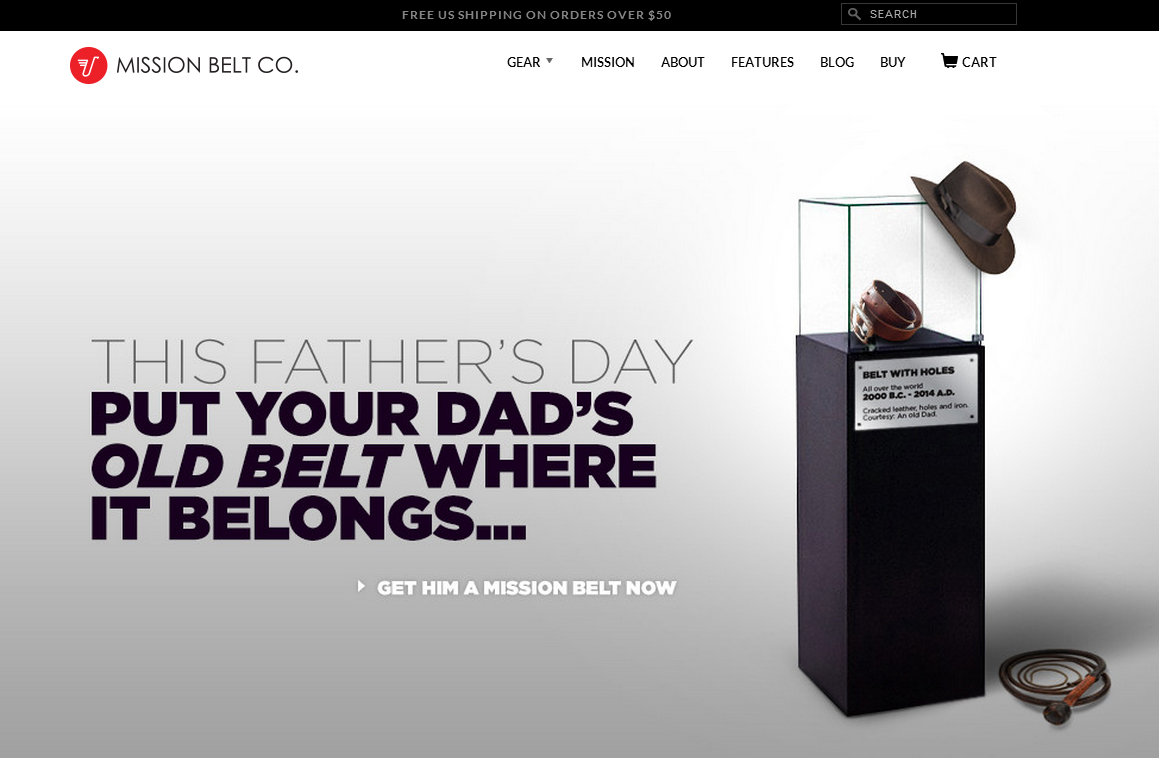 FREE US SHIPPING ON ORDERS OVER $50
SEARCH
MISSION BELT CO.
GEAR
MISSION
ABOUT
FEATURES
BLOG
BUY
CART
THIS FATHER'S DAY
PUT YOUR DAD'S
OLD BELT WHERE
IT BELONGS...
GET HIM A MISSION BELT NOW
BELT WITH HOLES
All over the world
2000 B.C. - 2014 A.D.
Cracked leather, holes and iron.
Courtesy: An old Dad.